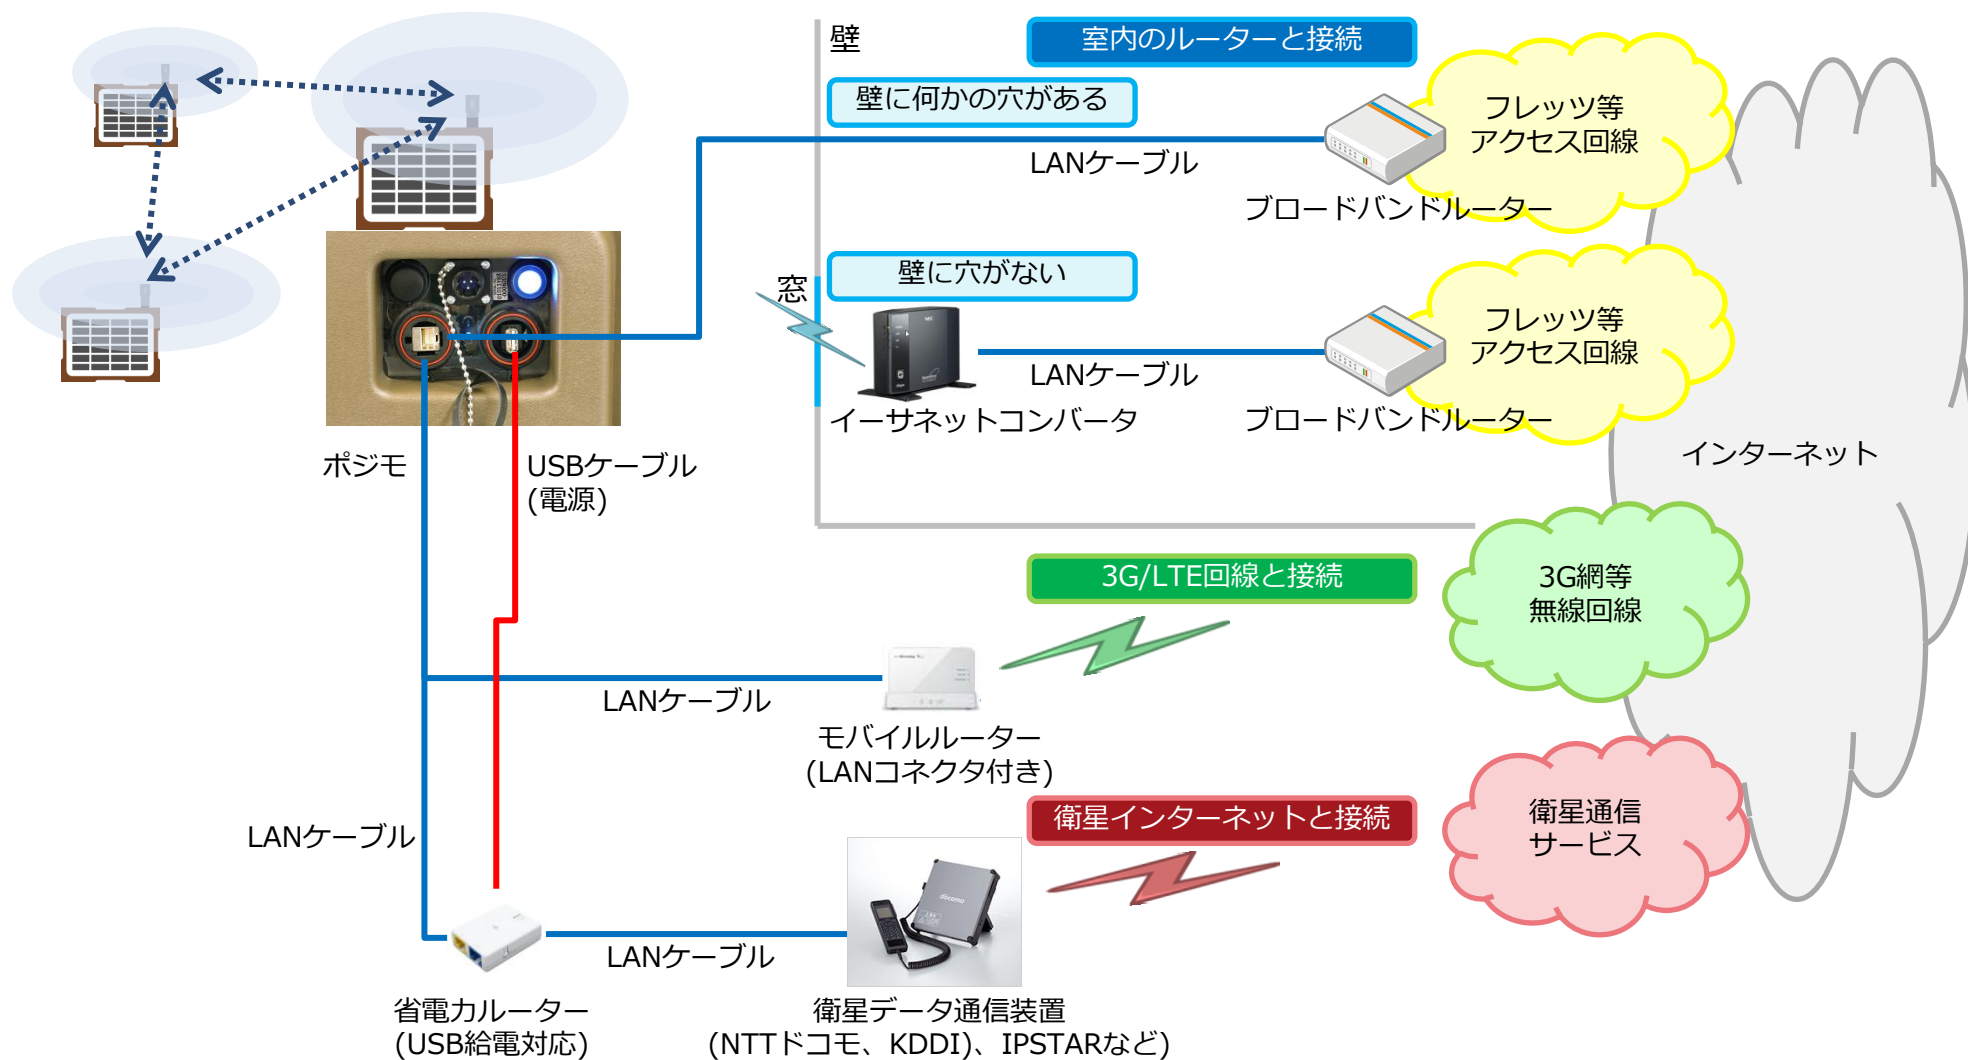 壁
室内のルーターと接続
壁に何かの穴がある
フレッツ等
アクセス回線
LANケーブル
ブロードバンドルーター
窓
壁に穴がない
フレッツ等
アクセス回線
LANケーブル
イーサネットコンバータ
ブロードバンドルーター
インターネット
ポジモ
USBケーブル
(電源)
3G/LTE回線と接続
3G網等
無線回線
LANケーブル
モバイルルーター
(LANコネクタ付き)
衛星インターネットと接続
衛星通信
サービス
LANケーブル
docomo
LANケーブル
省電力ルーター
(USB給電対応)
衛星データ通信装置
(NTTドコモ、KDDI)、IPSTARなど)